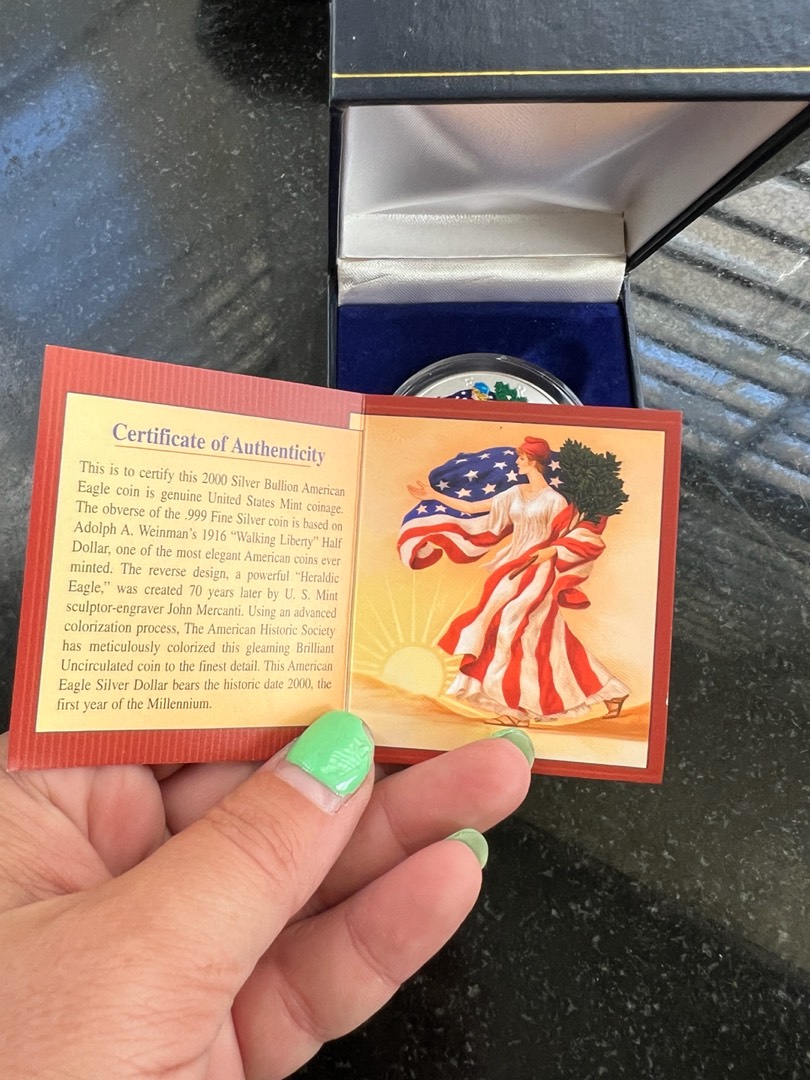 Certificate of Authenticity
This is to certify this 2000 Silver Bullion American
Eagle coin is genuine United States Mint coinage.
The obverse of the .999 Fine Silver coin is based on
Adolph A. Weinman's 1916 “Walking Liberty” Half
Dollar, one of the most elegant American coins ever
minted. The reverse design, a powerful “Heraldic
Eagle,” was created 70 years later by U. S. Mint
sculptor-engraver John Mercanti. Using an advanced
colorization process, The American Historic Society
has meticulously colorized this gleaming Brilliant
Uncirculated coin to the finest detail. This American
Eagle Silver Dollar bears the historic date 2000, the
first year of the Millennium.